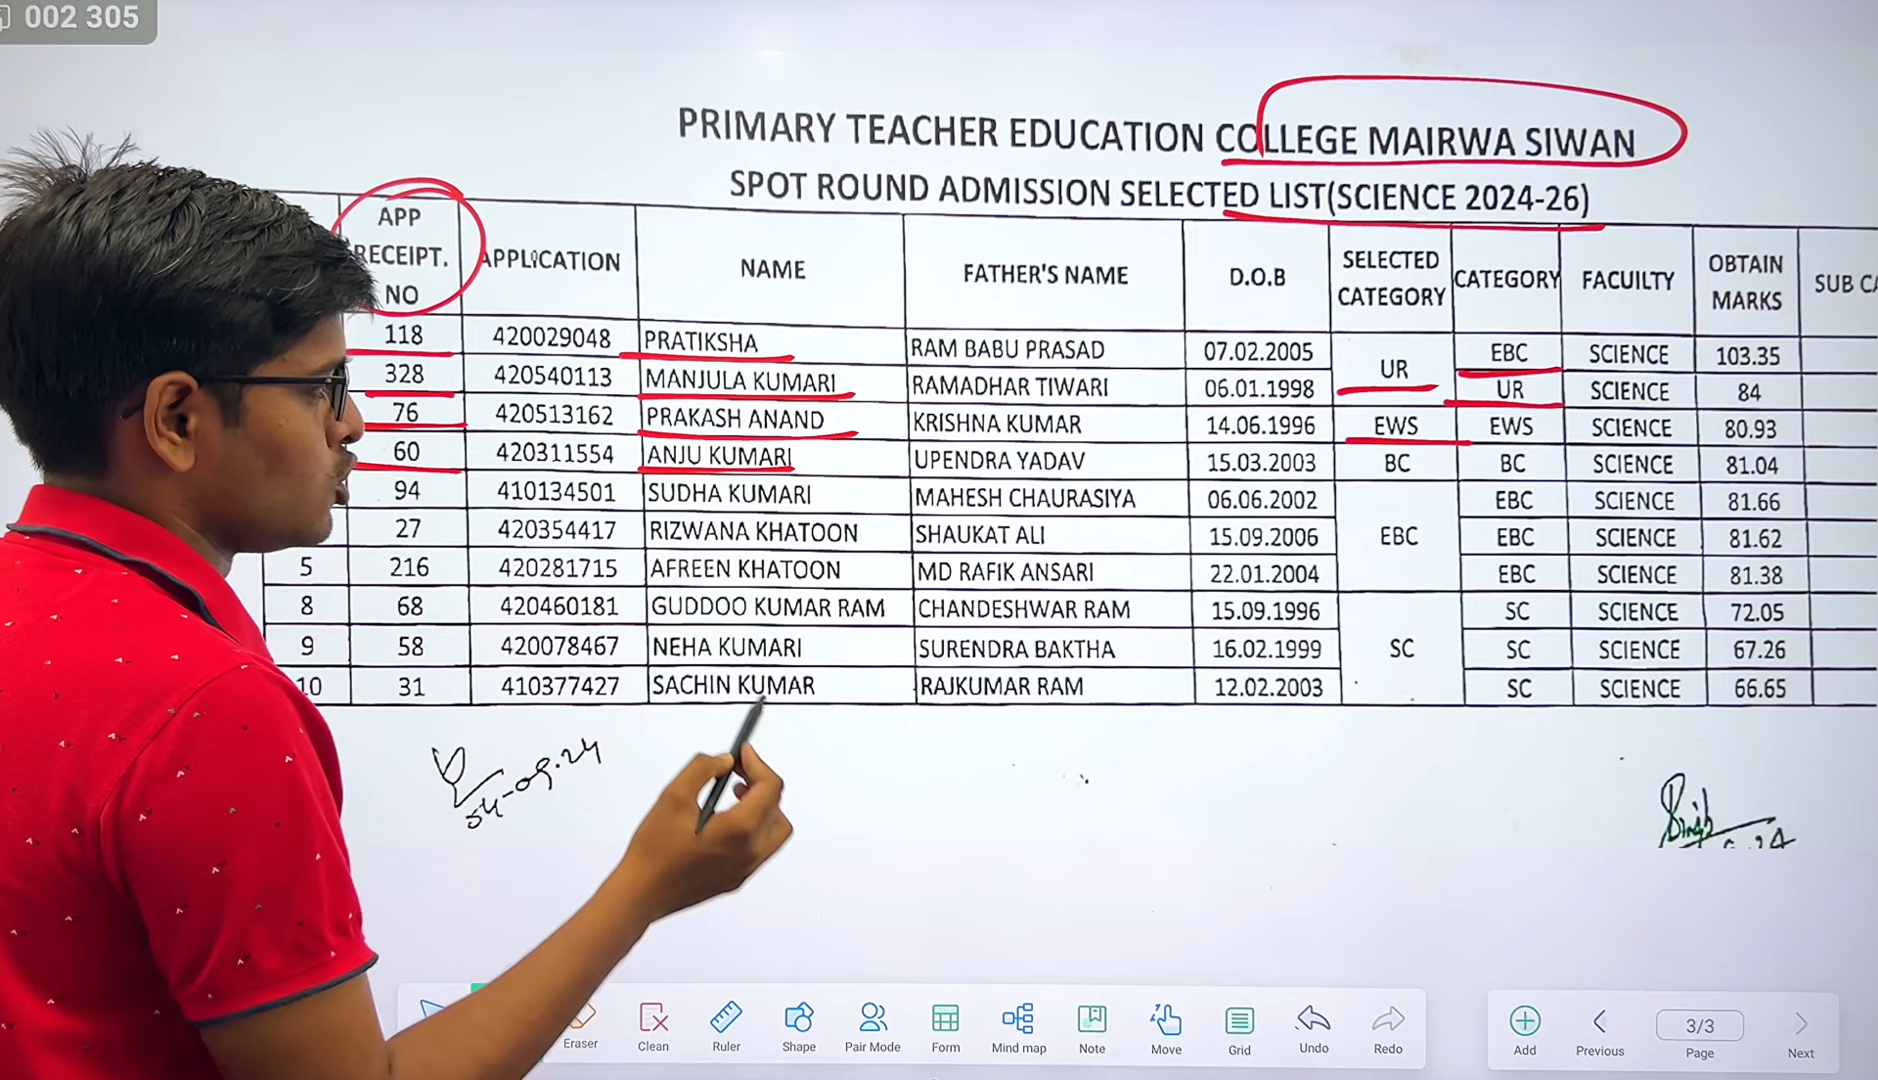 002 305
PRIMARY TEACHER EDUCATION COLLEGE MAIRWA SIWAN
SPOT ROUND ADMISSION SELECTED LIST(SCIENCE 2024-26)
APP RECEIPT. NO APPLICATION NAME FATHER'S NAME D.O.B SELECTED CATEGORY CATEGORY FACUILTY OBTAIN MARKS SUB
118 420029048 PRATIKSHA RAM BABU PRASAD 07.02.2005 UR EBC SCIENCE 103.35
328 420540113 MANJULA KUMARI RAMADHAR TIWARI 06.01.1998 UR SCIENCE 84
76 420513162 PRAKASH ANAND KRISHNA KUMAR 14.06.1996 EWS EWS SCIENCE 80.93
60 420311554 ANJU KUMARI UPENDRA YADAV 15.03.2003 BC BC SCIENCE 81.04
94 410134501 SUDHA KUMARI MAHESH CHAURASIYA 06.06.2002 EBC EBC SCIENCE 81.66
27 420354417 RIZWANA KHATOON SHAUKAT ALI 15.09.2006 EBC SCIENCE 81.62
5 216 420281715 AFREEN KHATOON MD RAFIK ANSARI 22.01.2004 EBC SCIENCE 81.38
8 68 420460181 GUDDOO KUMAR RAM CHANDESHWAR RAM 15.09.1996 SC SC SCIENCE 72.05
9 58 420078467 NEHA KUMARI SURENDRA BAKTHA 16.02.1999 SC SCIENCE 67.26
10 31 410377427 SACHIN KUMAR RAJKUMAR RAM 12.02.2003 SC SCIENCE 66.65
Eraser Clean Ruler Shape Pair Mode Form Mind map Note Move Grid Undo Redo Add Previous 3/3 Page Next